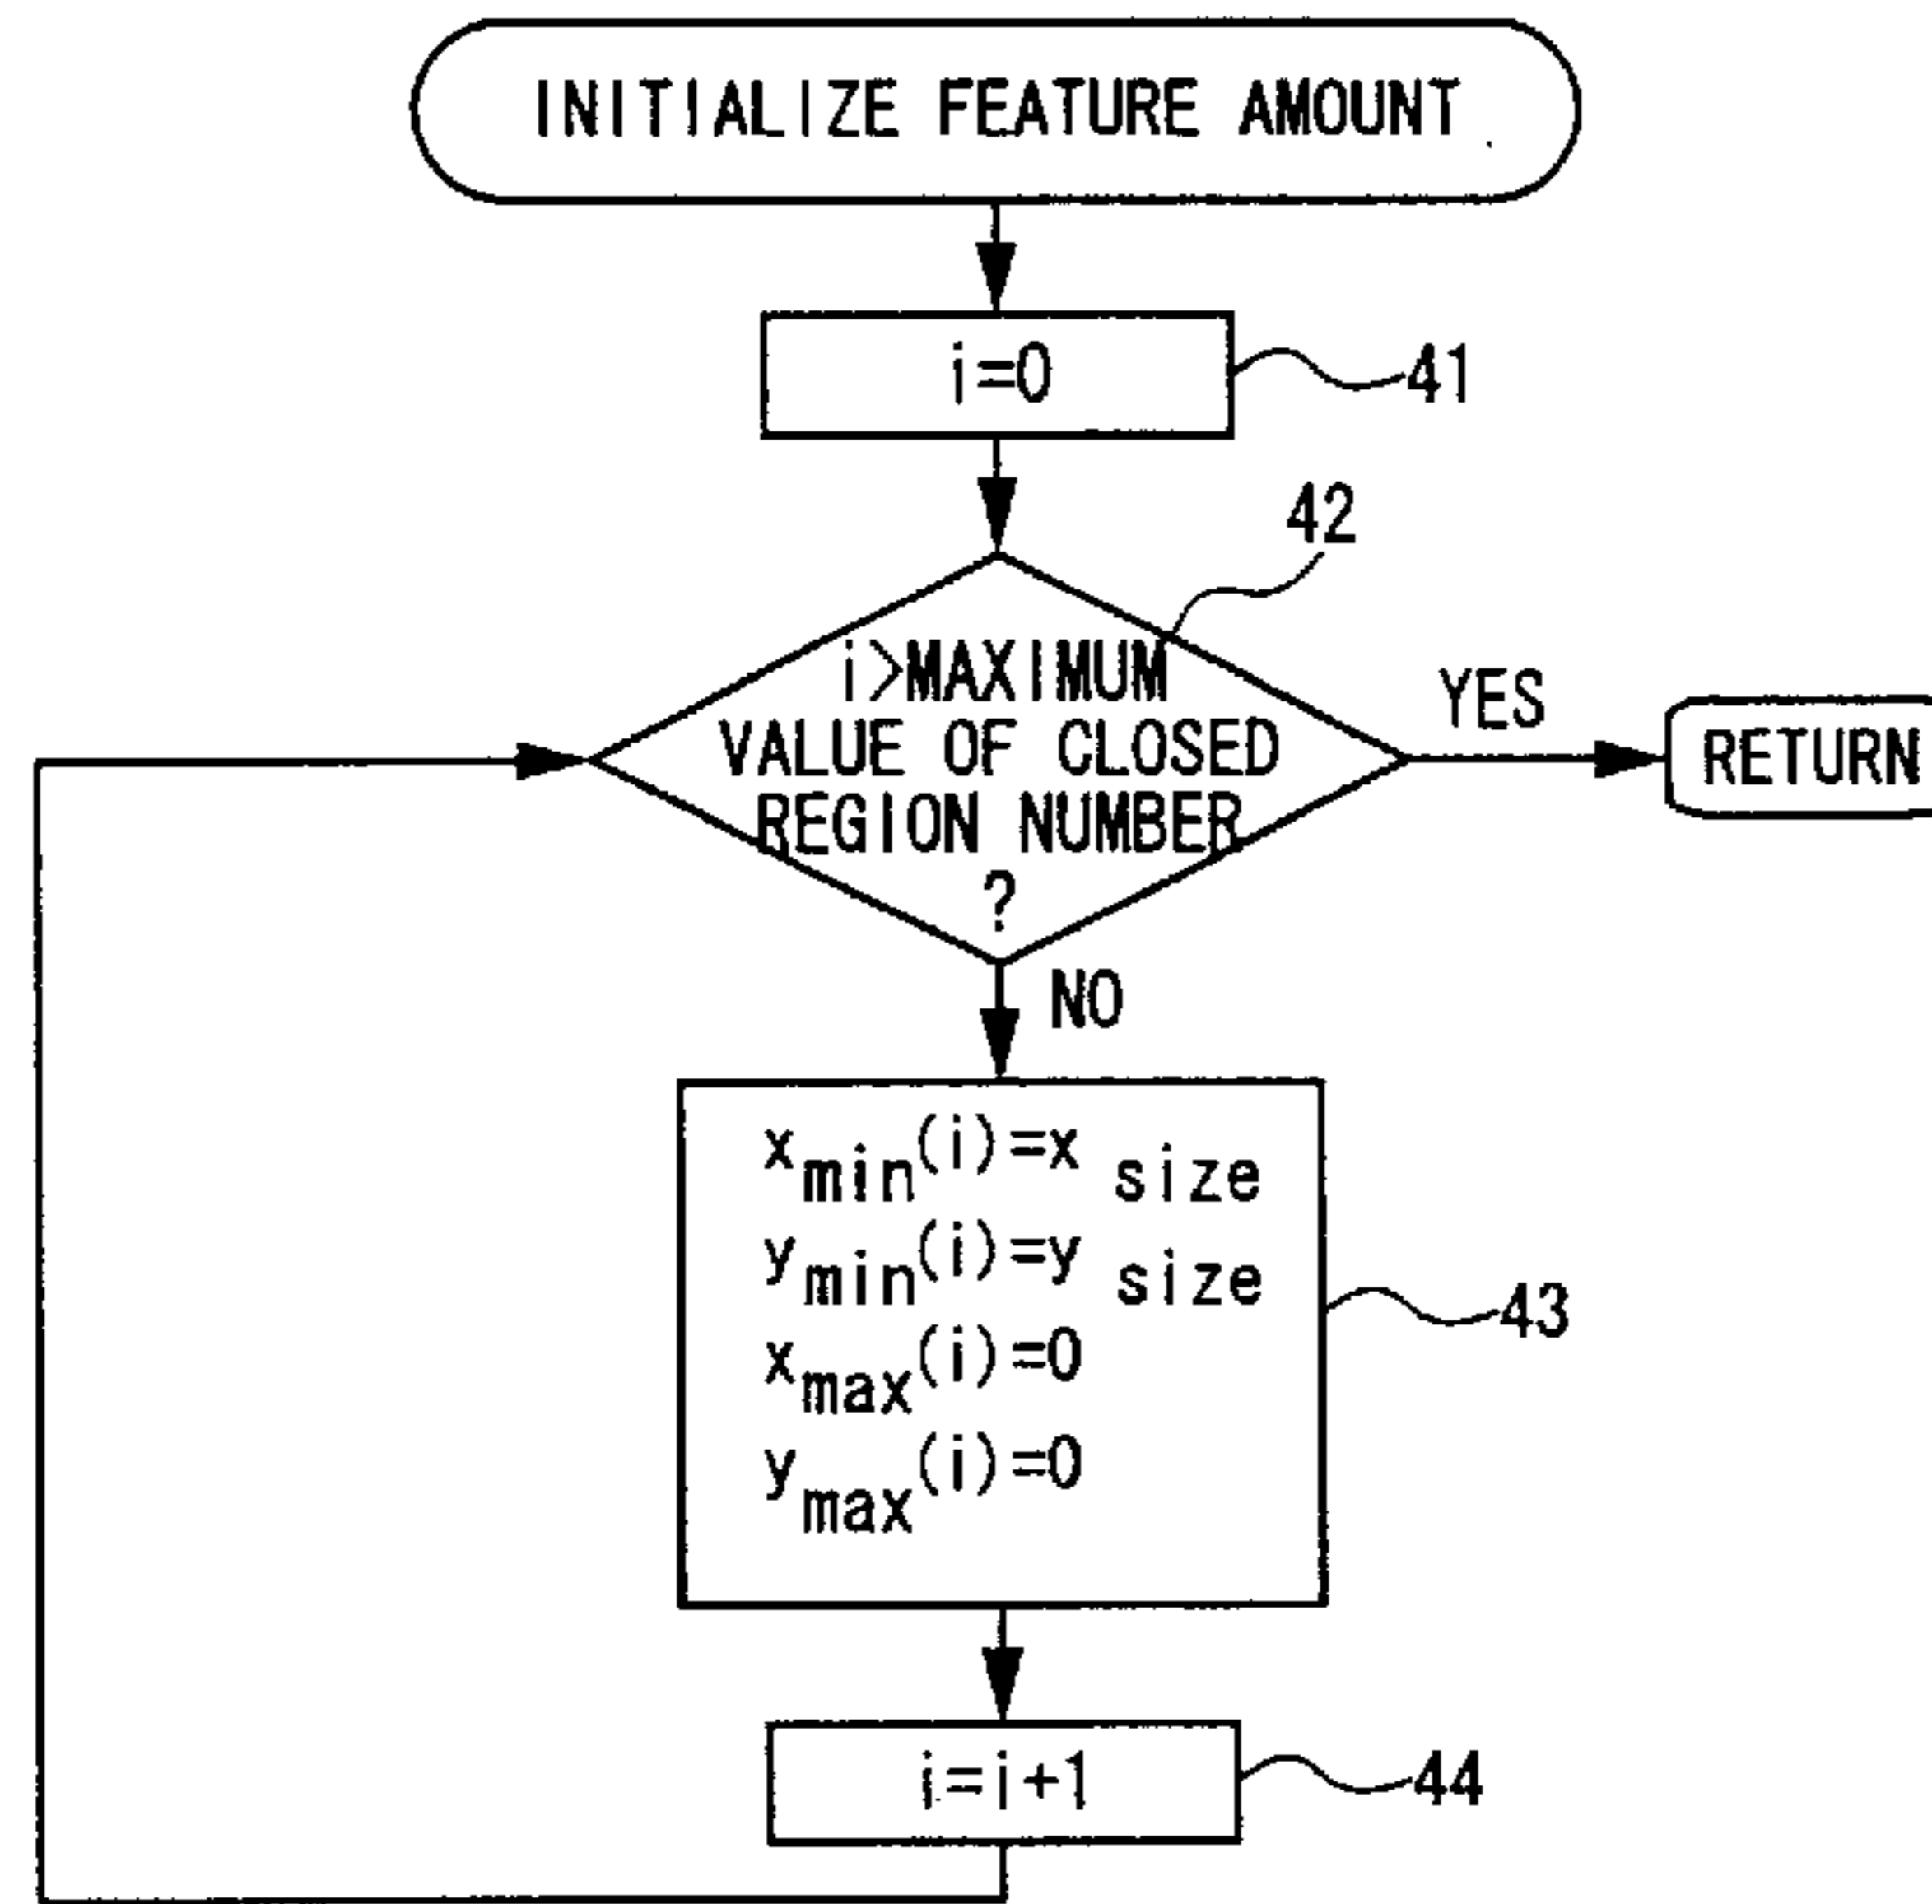 INITIALIZE FEATURE AMOUNT
i=0
41
42
i>MAXIMUM
VALUE OF CLOSED
REGION NUMBER
?
YES
RETURN
NO
xmin(i)=x size
ymin(i)=y size
xmax(i)=0
ymax(i)=0
43
i=i+1
44